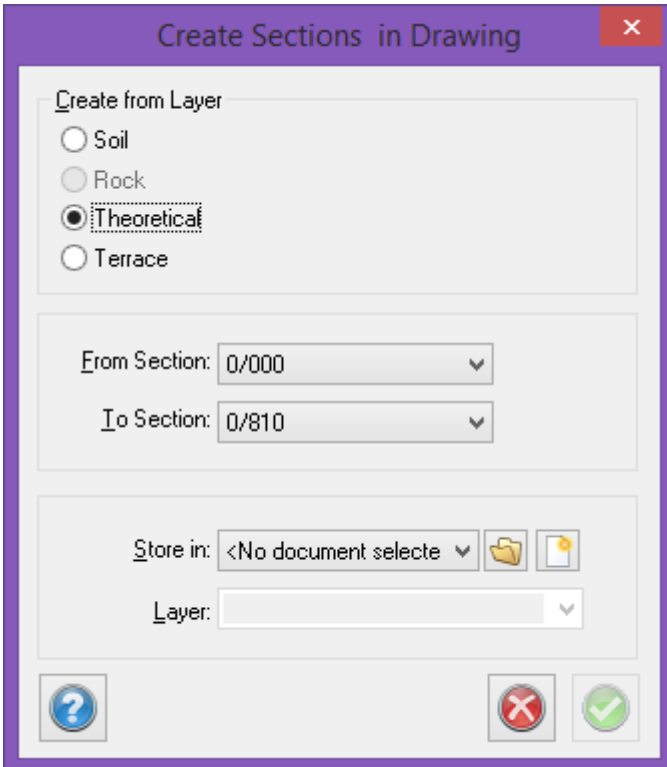 Create Sections  in Drawing
Create from Layer
Soil
Rock
Theoretical
Terrace
From Section: 0/000
To Section: 0/810
Store in: <No document selecte
Layer: